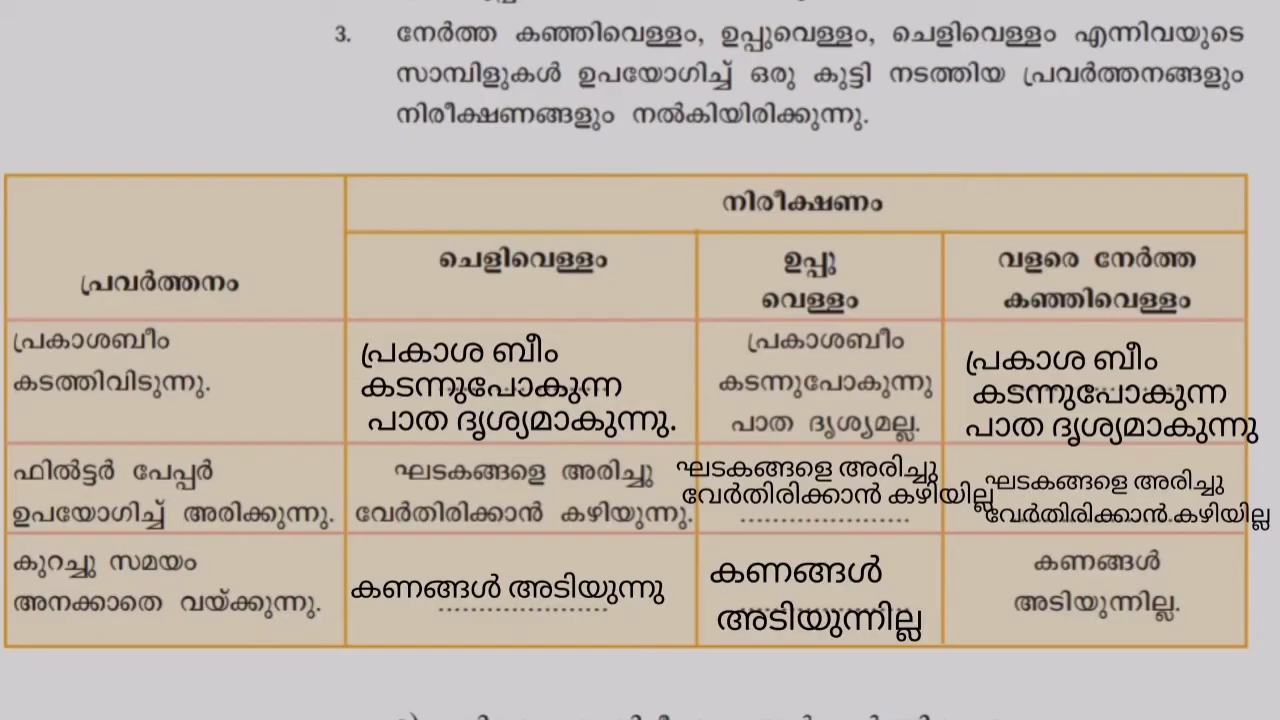 3. നേർത്ത കഞ്ഞിവെള്ളം, ഉപ്പുവെള്ളം, ചെളിവെള്ളം എന്നിവയുടെ
സാമ്പിളുകൾ ഉപയോഗിച്ച് ഒരു കുട്ടി നടത്തിയ പ്രവർത്തനങ്ങളും
നിരീക്ഷണങ്ങളും നൽകിയിരിക്കുന്നു.
പ്രവർത്തനം
നിരീക്ഷണം
ചെളിവെള്ളം
ഉപ്പു
വെള്ളം
വളരെ നേർത്ത
കഞ്ഞിവെള്ളം
പ്രകാശബീം
കടത്തിവിടുന്നു.
പ്രകാശ ബീം
കടന്നുപോകുന്ന
പാത ദൃശ്യമാകുന്നു.
പ്രകാശബീം
കടന്നുപോകുന്നു
പാത ദൃശ്യമല്ല.
പ്രകാശ ബീം
കടന്നുപോകുന്ന
പാത ദൃശ്യമാകുന്നു
ഫിൽട്ടർ പേപ്പർ
ഉപയോഗിച്ച് അരിക്കുന്നു.
ഘടകങ്ങളെ അരിച്ചു
വേർതിരിക്കാൻ കഴിയുന്നു.
ഘടകങ്ങളെ അരിച്ചു
വേർതിരിക്കാൻ കഴിയില്ല
ഘടകങ്ങളെ അരിച്ചു
വേർതിരിക്കാൻ കഴിയില്ല
കുറച്ചു സമയം
അനക്കാതെ വയ്ക്കുന്നു.
കണങ്ങൾ അടിയുന്നു
കണങ്ങൾ
അടിയുന്നില്ല
കണങ്ങൾ
അടിയുന്നില്ല.